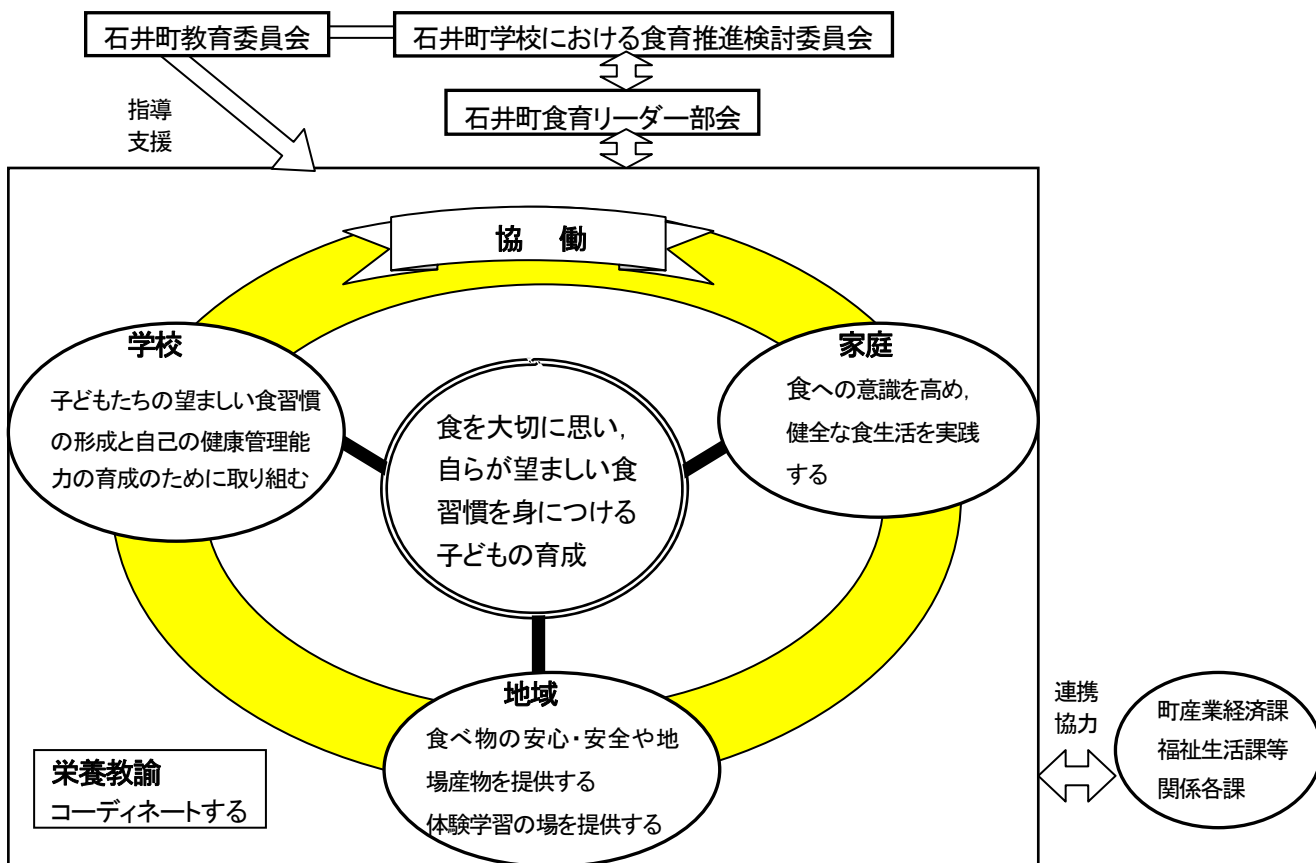 石井町教育委員会
石井町学校における食育推進検討委員会
指導
支援
石井町食育リーダー部会
協 働
学校
子どもたちの望ましい食習慣
の形成と自己の健康管理能
力の育成のために取り組む
家庭
食への意識を高め，
健全な食生活を実践
する
食を大切に思い，
自らが望ましい食
習慣を身につける
子どもの育成
地域
食べ物の安心・安全や地
場産物を提供する
体験学習の場を提供する
栄養教諭
コーディネートする
連携
協力
町産業経済課
福祉生活課等
関係各課